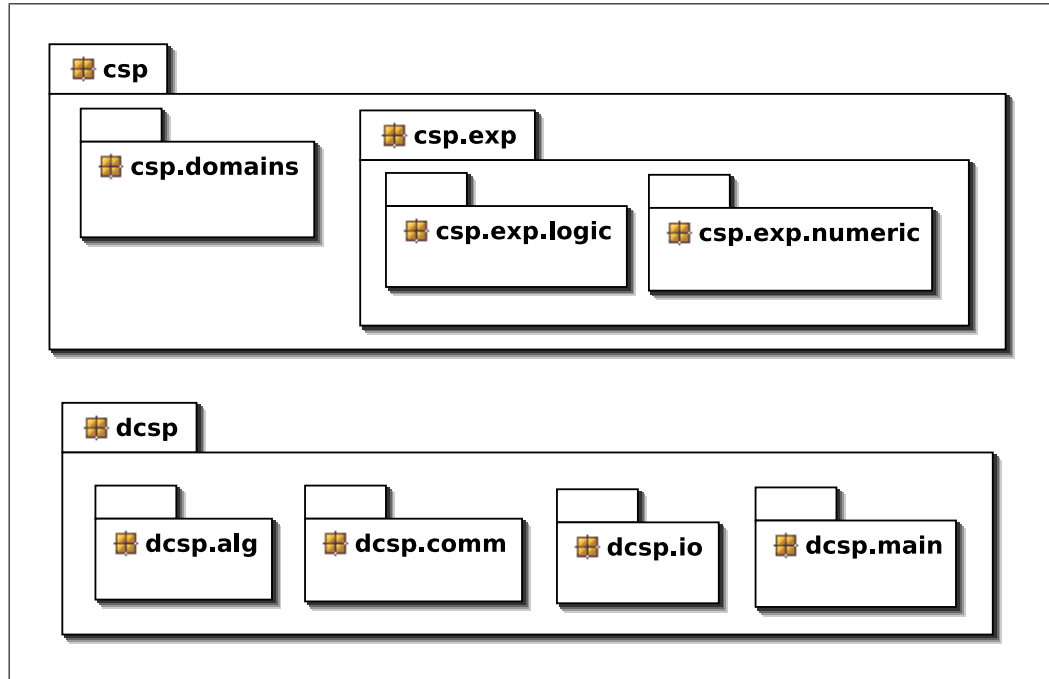 csp
csp.domains
csp.exp
csp.exp.logic
csp.exp.numeric
dcsp
dcsp.alg
dcsp.comm
dcsp.io
dcsp.main